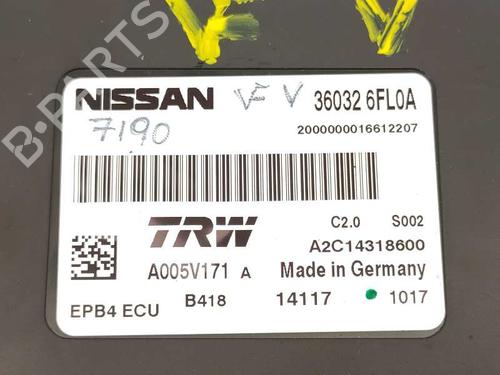 NISSAN VF V 36032 6FL0A
7190
2000000016612207
TRW
C2.0 S002
A2C14318600
A005V171 A
Made in Germany
EPB4 ECU
B418
14117
1017
B-PARTS